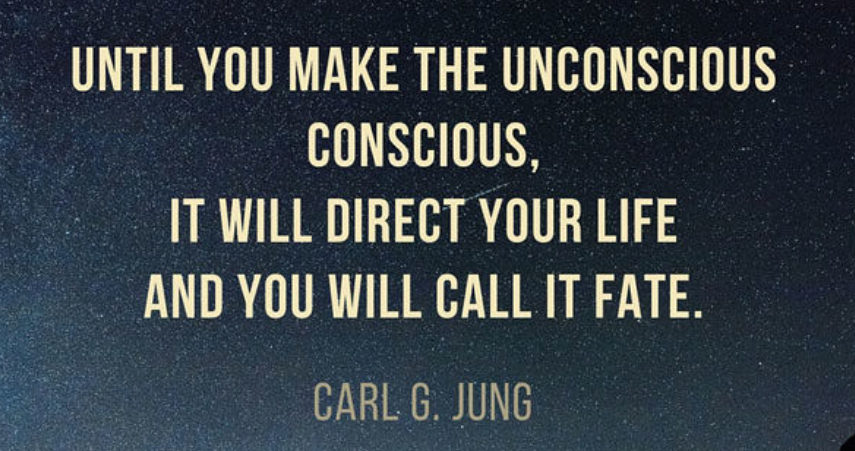 UNTIL YOU MAKE THE UNCONSCIOUS
CONSCIOUS,
IT WILL DIRECT YOUR LIFE
AND YOU WILL CALL IT FATE.
CARL G. JUNG